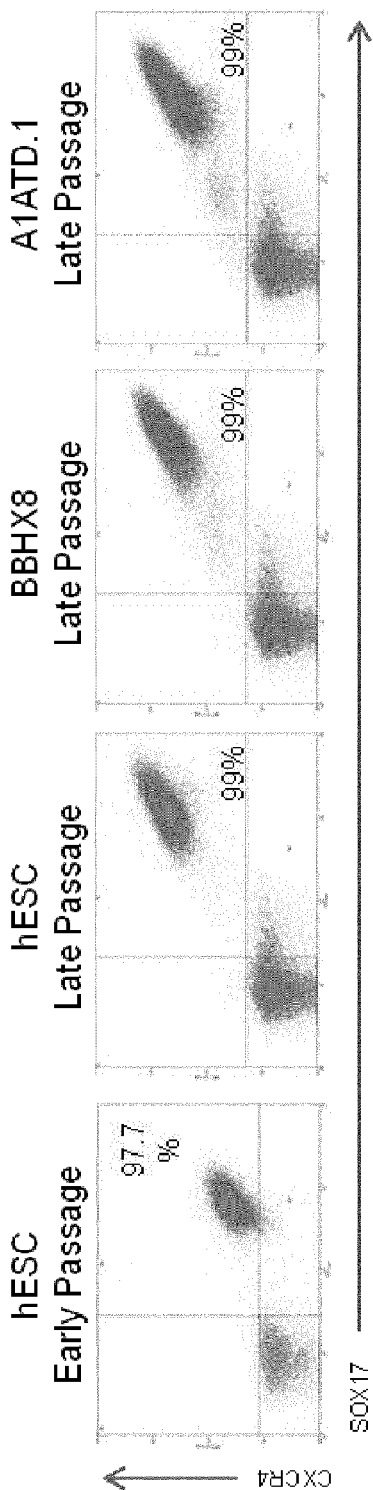 hESC
Early Passage
hESC
Late Passage
BBHX8
Late Passage
A1ATD.1
Late Passage
97.7
%
99%
99%
99%
CXCR4
SOX17